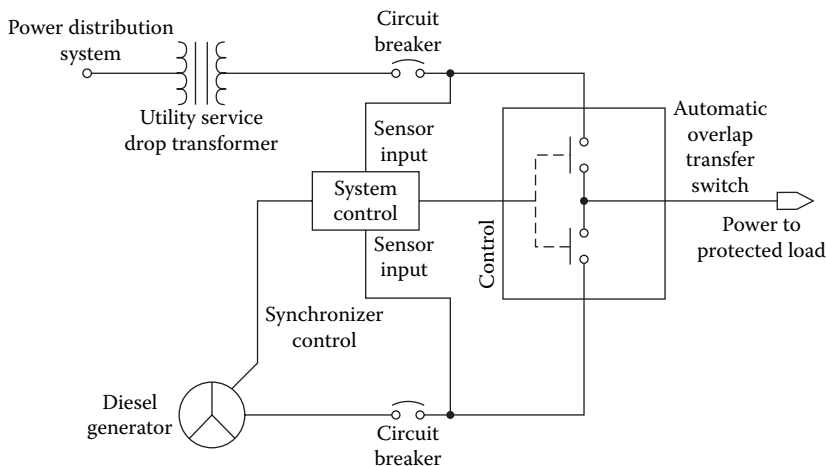 Power distribution
system
Utility service
drop transformer
Circuit
breaker
Sensor
input
System
control
Sensor
input
Synchronizer
control
Control
Automatic
overlap
transfer
switch
Power to
protected load
Diesel
generator
Circuit
breaker